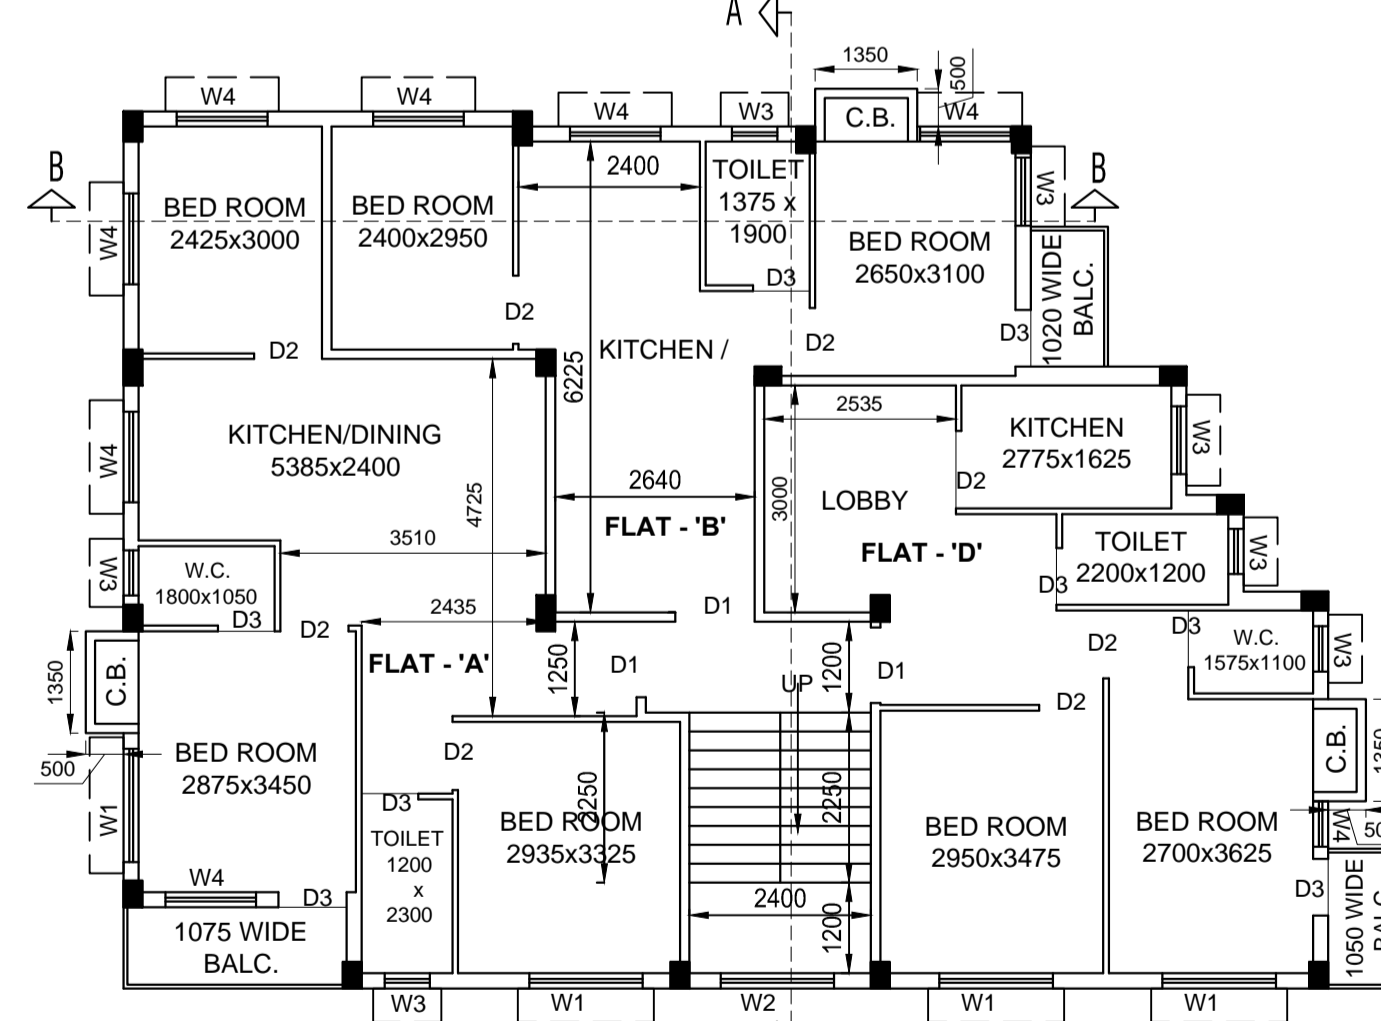 A
1350
500
W4
W4
W4
W3
C.B.
W4
B
B
BED ROOM
2425x3000
BED ROOM
2400x2950
2400
TOILET
1375 x
1900
D3
BED ROOM
2650x3100
W3
W4
1020 WIDE
BALC.
D2
D2
D2
D3
6225
KITCHEN /
KITCHEN/DINING
5385x2400
W4
4725
2640
FLAT - 'B'
2535
3000
LOBBY
FLAT - 'D'
KITCHEN
2775x1625
D2
W3
3510
W3
W.C.
1800x1050
D3
D2
2435
FLAT - 'A'
TOILET
2200x1200
D3
W3
D1
D1
1250
1200
UP
D1
D2
D2
D3
W.C.
1575x1100
W3
1350
C.B.
500
W1
BED ROOM
2875x3450
D2
D3
TOILET
1200
x
2300
2250
BED ROOM
2935x3325
2250
BED ROOM
2950x3475
BED ROOM
2700x3625
C.B.
1350
W4
50
W4
D3
1075 WIDE
BALC.
2400
1200
D3
1050 WIDE
BALC.
W3
W1
W2
W1
W1